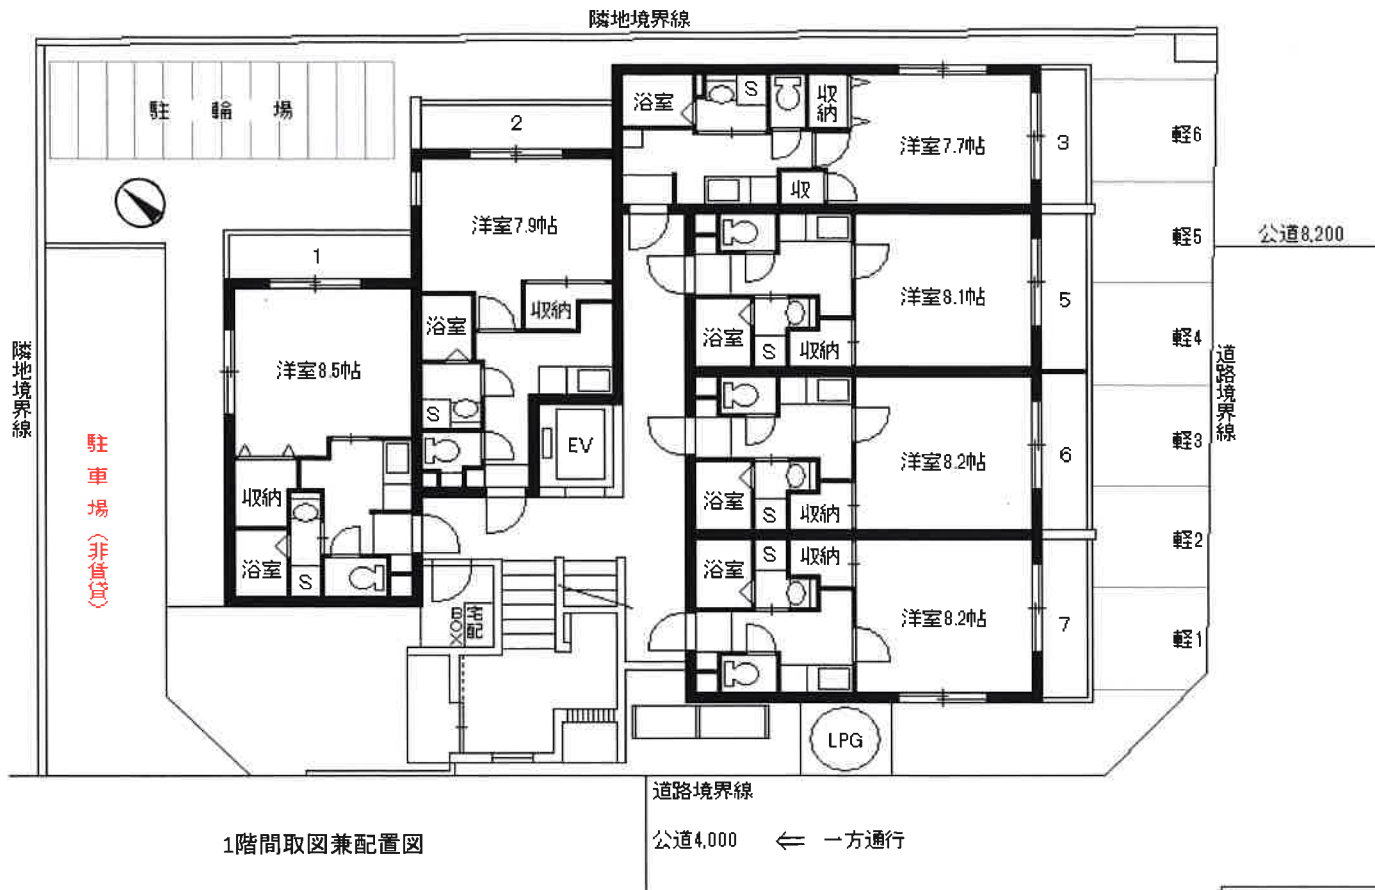 隣地境界線
駐輪場
2
浴室
S
収納
洋室7.7帖
3
軽6
収
洋室7.9帖
公道8,200
軽5
1
収納
浴室
洋室8.1帖
5
浴室
S
収納
軽4
隣地境界線
道路境界線
洋室8.5帖
S
EV
軽3
駐車場(非賃貸)
洋室8.2帖
6
収納
浴室
S
収納
軽2
浴室
S
浴室
S
収納
宅配BOX
洋室8.2帖
7
軽1
LPG
道路境界線
1階間取図兼配置図
公道4,000 ⇐ 一方通行